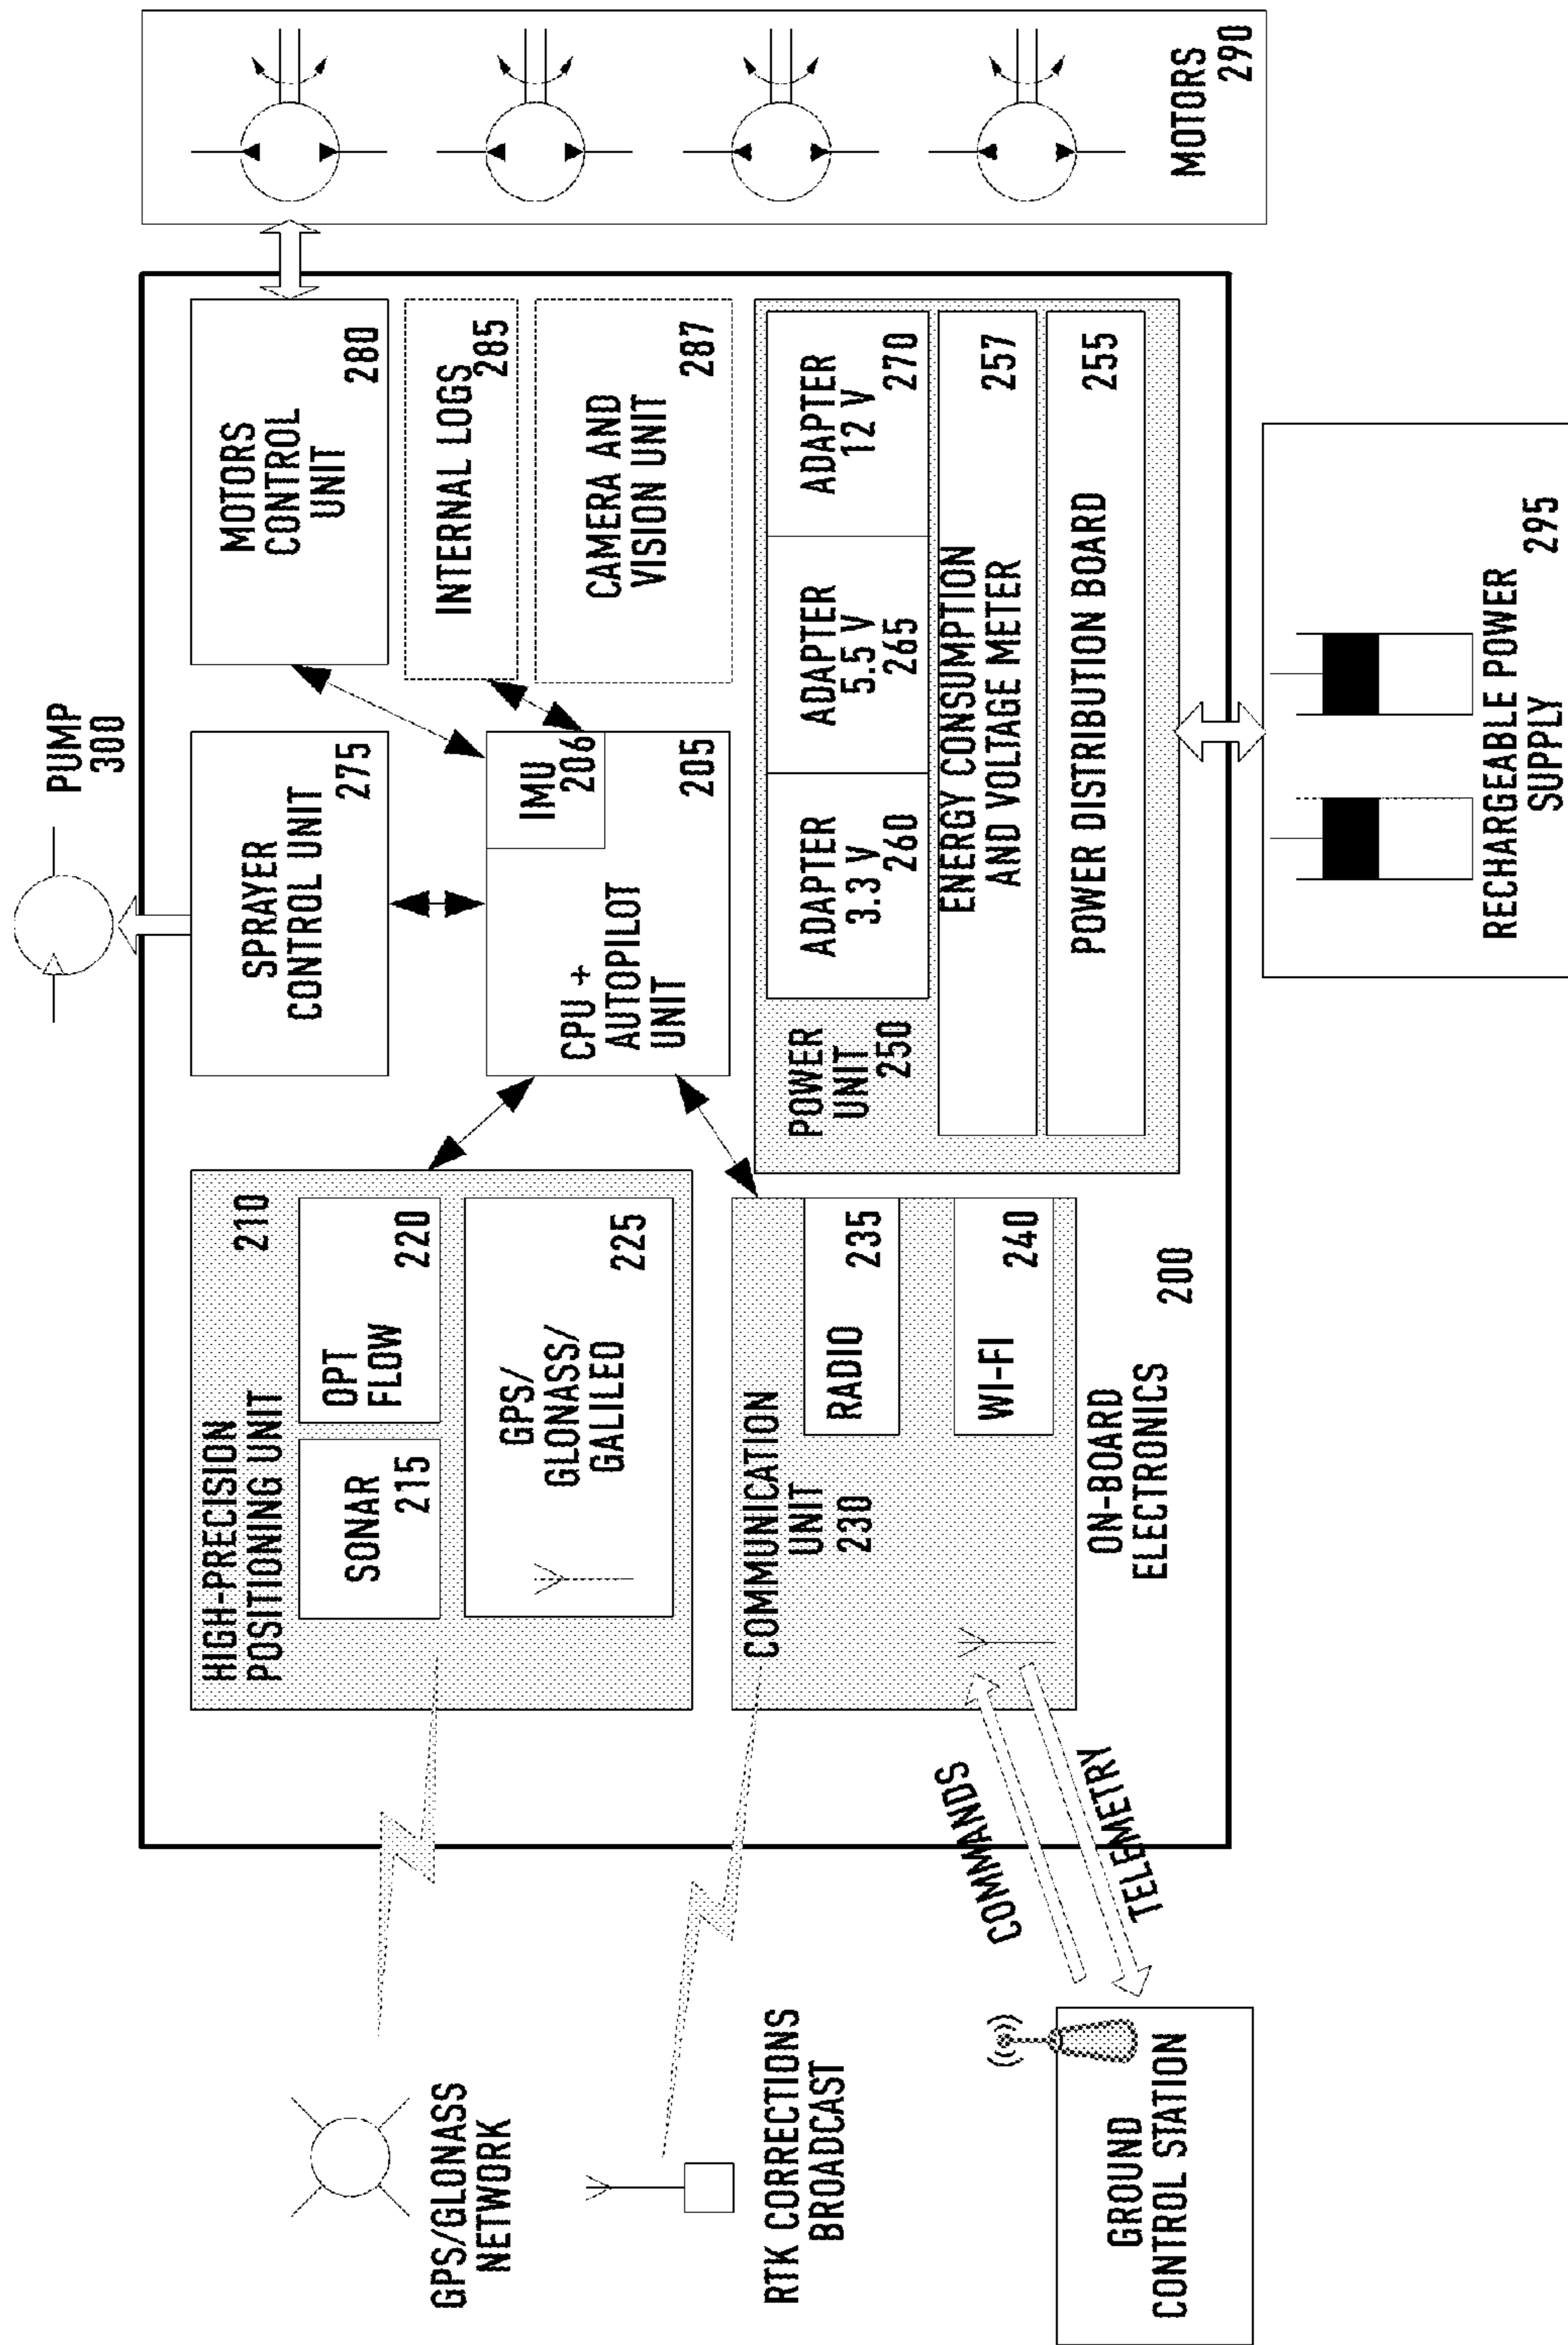 PUMP
300
MOTORS
290
GPS/GLONASS
NETWORK
RTK CORRECTIONS
BROADCAST
GROUND
CONTROL STATION
COMMANDS
TELEMETRY
HIGH-PRECISION
POSITIONING UNIT
210
SONAR
215
OPT
FLOW
220
GPS/
GLONASS/
GALILEO
225
COMMUNICATION
UNIT
230
RADIO
235
WI-FI
240
ON-BOARD
ELECTRONICS
200
SPRAYER
CONTROL UNIT
275
CPU +
AUTOPILOT
UNIT
205
IMU
206
MOTORS
CONTROL
UNIT
280
INTERNAL LOGS
285
CAMERA AND
VISION UNIT
287
POWER
UNIT
250
ADAPTER
3.3 V
260
ADAPTER
5.5 V
265
ADAPTER
12 V
270
ENERGY CONSUMPTION
AND VOLTAGE METER
257
POWER DISTRIBUTION BOARD
255
RECHARGEABLE POWER
SUPPLY
295